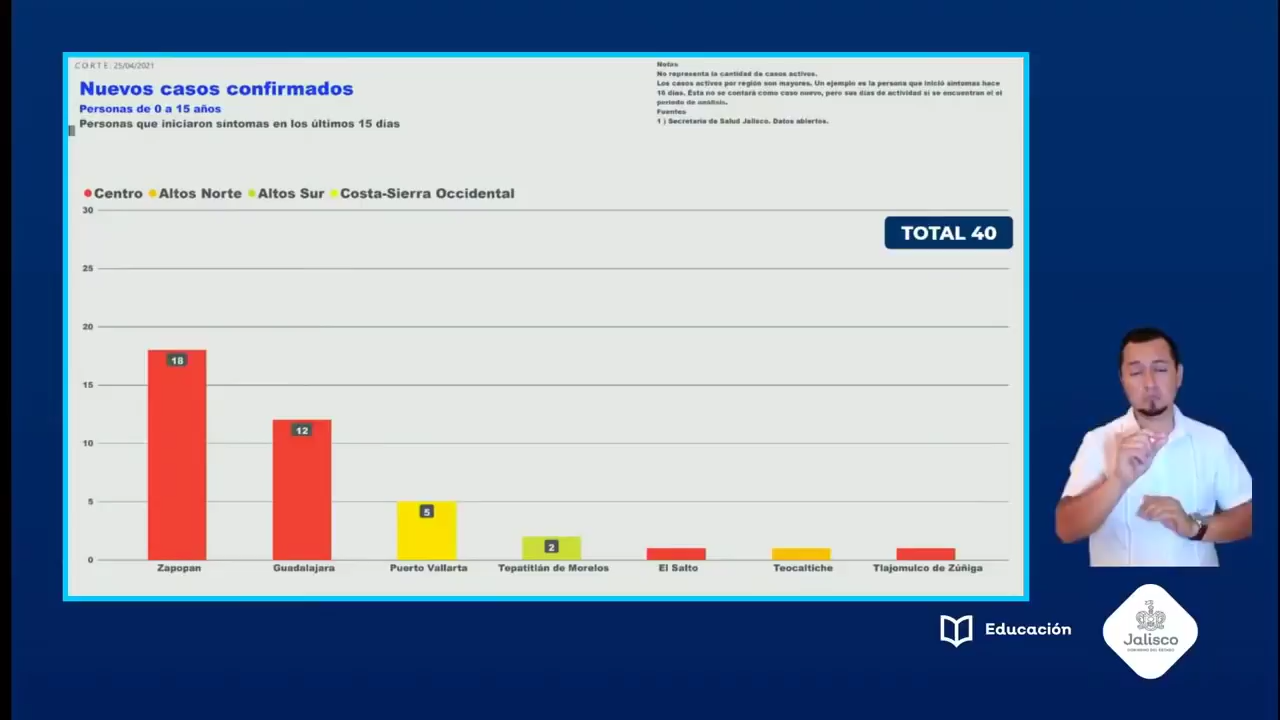 CORTE: 25/04/2021
Nuevos casos confirmados
Personas de 0 a 15 años
Personas que iniciaron síntomas en los últimos 15 días
Notas
No representa la cantidad de casos activos.
Los casos activos por región son mayores. Un ejemplo es la persona que inició síntomas hace
15 días. Ésta no se contará como caso nuevo, pero sus días de actividad si se encuentran el el
periodo de análisis.
Fuentes
1 ) Secretaría de Salud Jalisco. Datos abiertos.
Centro Altos Norte Altos Sur Costa-Sierra Occidental
30
TOTAL 40
25
20
18
15
12
10
5
5
2
0
Zapopan Guadalajara Puerto Vallarta Tepatitlán de Morelos El Salto Teocaltiche Tlajomulco de Zúñiga
Educación
Jalisco
GOBIERNO DEL ESTADO